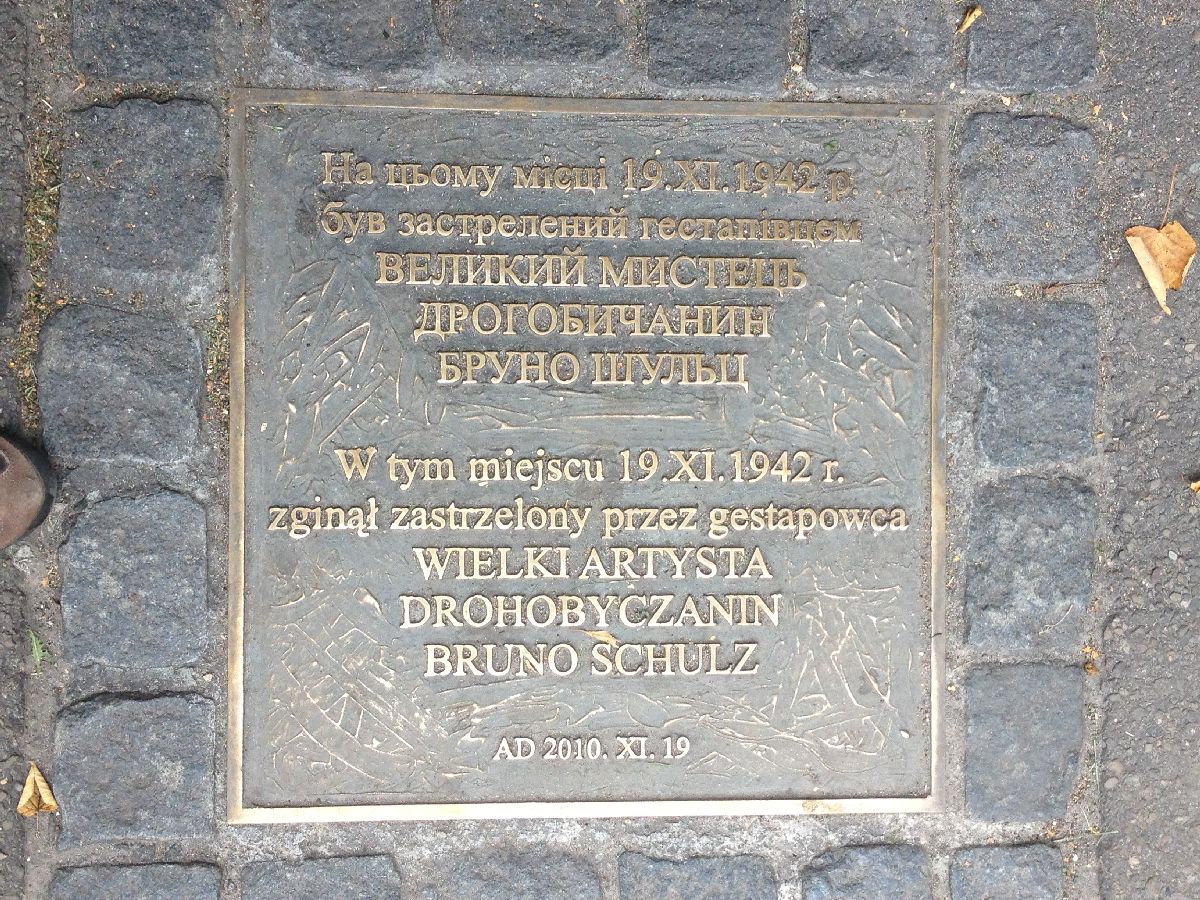 На цьому місці 19.XI.1942 р.
був застрелений гестапівцем
ВЕЛИКИЙ МИСТЕЦЬ
ДРОГОБИЧАНИН
БРУНО ШУЛЬЦ
W tym miejscu 19.XI.1942 r.
zginął zastrzelony przez gestapowca
WIELKI ARTYSTA
DROHOBYCZANIN
BRUNO SCHULZ
AD 2010. XI. 19